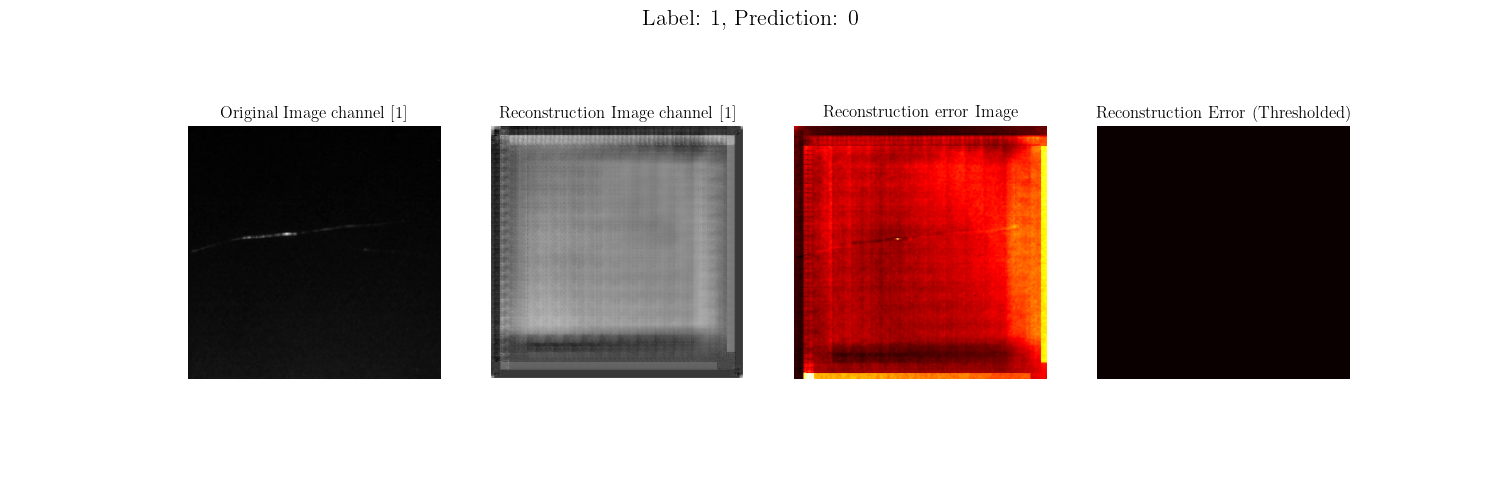 Label: 1, Prediction: 0
Original Image channel [1]
Reconstruction Image channel [1]
Reconstruction error Image
Reconstruction Error (Thresholded)